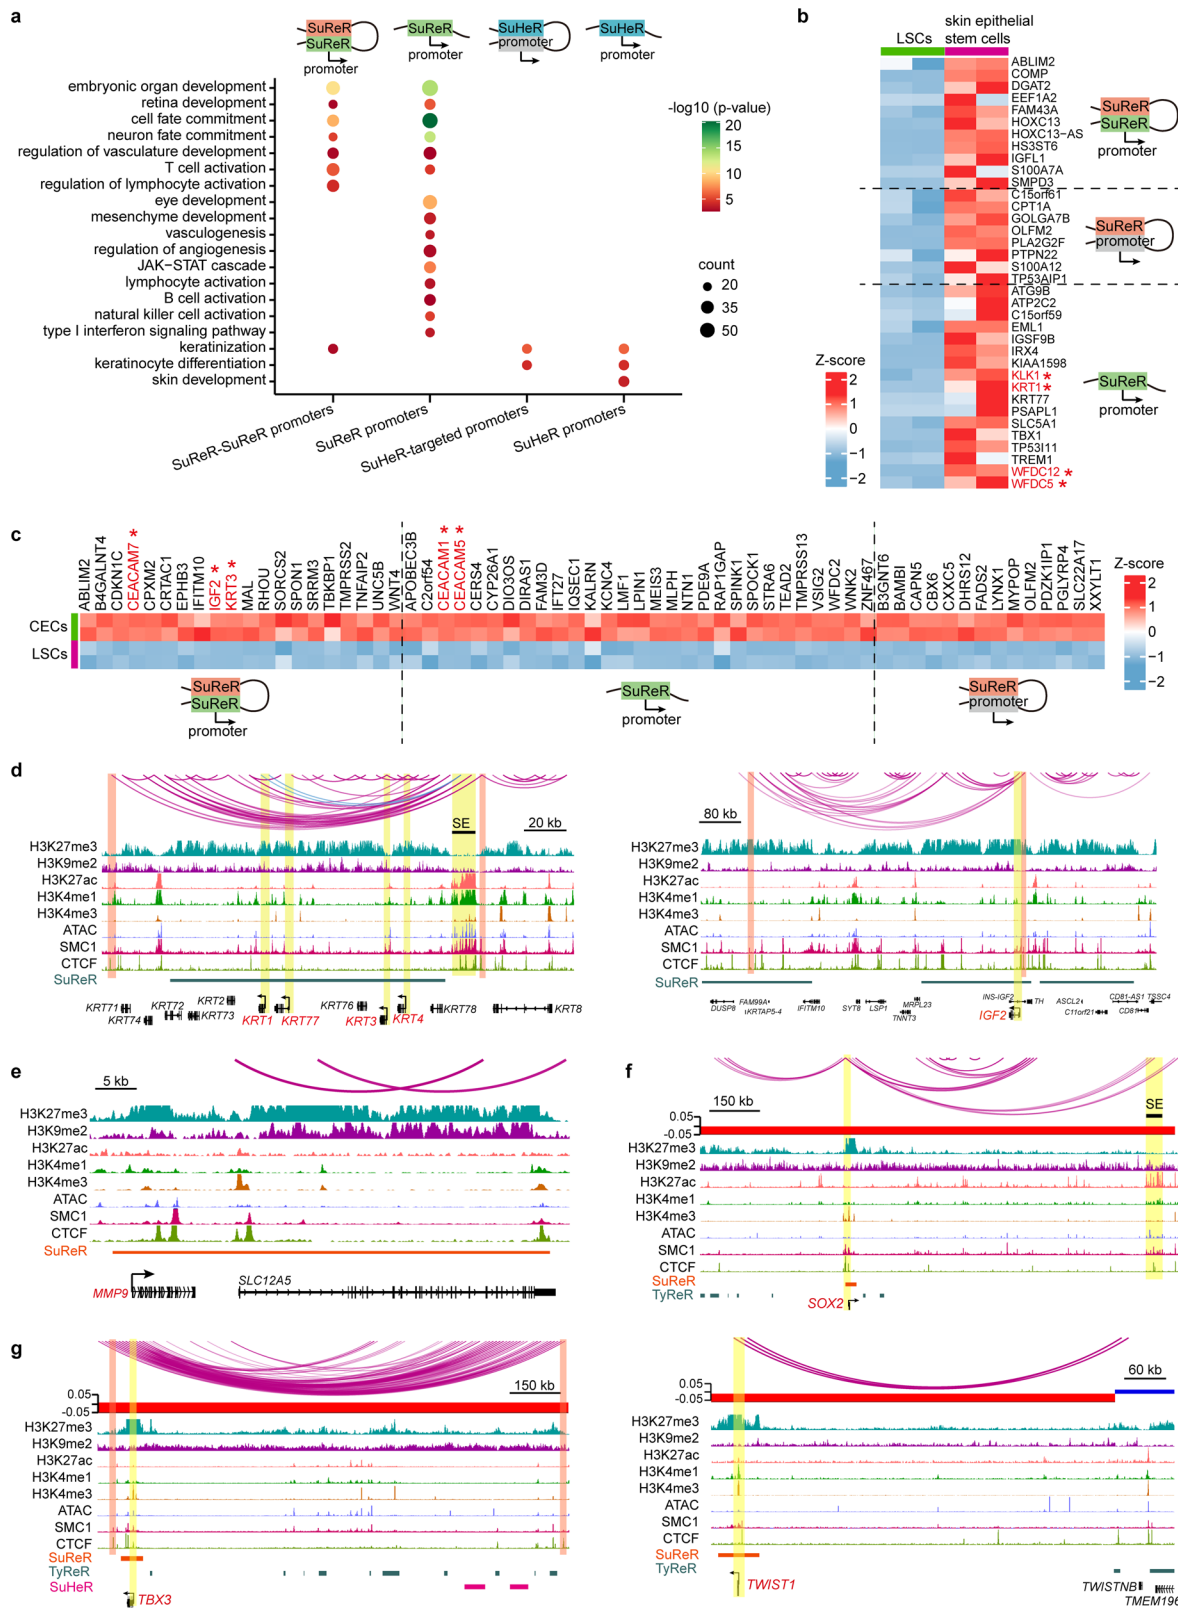 a
SuReR
SuReR
promoter
SuReR
promoter
SuHeR
promoter
SuHeR
promoter
embryonic organ development
retina development
cell fate commitment
neuron fate commitment
regulation of vasculature development
T cell activation
regulation of lymphocyte activation
eye development
mesenchyme development
vasculogenesis
regulation of angiogenesis
JAK−STAT cascade
lymphocyte activation
B cell activation
natural killer cell activation
type I interferon signaling pathway
keratinization
keratinocyte differentiation
skin development
SuReR-SuReR promoters
SuReR promoters
SuHeR-targeted promoters
SuHeR promoters
-log10 (p-value)
20
15
10
5
count
20
35
50
b
LSCs
skin epithelial
stem cells
ABLIM2
COMP
DGAT2
EEF1A2
FAM43A
HOXC13
HOXC13−AS
HS3ST6
IGFL1
S100A7A
SMPD3
C15orf61
CPT1A
GOLGA7B
OLFM2
PLA2G2F
PTPN22
S100A12
TP53AIP1
ATG9B
ATP2C2
C15orf59
EML1
IGSF9B
IRX4
KIAA1598
KLK1 *
KRT1 *
KRT77
PSAPL1
SLC5A1
TBX1
TP53I11
TREM1
WFDC12 *
WFDC5 *
SuReR
SuReR
promoter
SuReR
promoter
SuReR
promoter
Z-score
2
1
0
−1
−2
c
ABLIM2
B4GALNT4
CDKN1C
CEACAM7 *
CPXM2
CRTAC1
EPHB3
IFITM10
IGF2 *
KRT3 *
MAL
RHOU
SORCS2
SPON1
SRRM3
TBKBP1
TMPRSS2
TNFAIP2
UNC5B
WNT4
APOBEC3B
C2orf54
CEACAM1 *
CEACAM5 *
CERS4
CYP26A1
DIO3OS
DIRAS1
FAM3D
IFT27
IQSEC1
KALRN
KCNC4
LMF1
LPIN1
MEIS3
MLPH
NTN1
PDE9A
RAP1GAP
SPINK1
SPOCK1
STRA6
TEAD2
TMPRSS13
VSIG2
WFDC2
WNK2
ZNF467
B3GNT6
BAMBI
CAPN5
CBX6
CXXC5
DHRS12
FADS2
LYNX1
MYPOP
OLFM2
PDZK1IP1
PGLYRP4
SLC22A17
XXYLT1
CECs
LSCs
SuReR
SuReR
promoter
SuReR
promoter
SuReR
promoter
Z-score
2
1
0
−1
−2
d
SE
20 kb
H3K27me3
H3K9me2
H3K27ac
H3K4me1
H3K4me3
ATAC
SMC1
CTCF
SuReR
KRT71
KRT74
KRT72
KRT73
KRT2
KRT1
KRT77
KRT76
KRT3
KRT4
KRT78
KRT8
80 kb
H3K27me3
H3K9me2
H3K27ac
H3K4me1
H3K4me3
ATAC
SMC1
CTCF
SuReR
DUSP8
FAM99A
KRTAP5-4
IFITM10
SYT8
LSP1
TNNT3
MRPL23
INS-IGF2
IGF2
TH
ASCL2
C11orf21
CD81-AS1
CD81
TSSC4
e
5 kb
H3K27me3
H3K9me2
H3K27ac
H3K4me1
H3K4me3
ATAC
SMC1
CTCF
SuReR
MMP9
SLC12A5
f
150 kb
SE
0.05
-0.05
H3K27me3
H3K9me2
H3K27ac
H3K4me1
H3K4me3
ATAC
SMC1
CTCF
SuReR
TyReR
SOX2
g
150 kb
0.05
-0.05
H3K27me3
H3K9me2
H3K27ac
H3K4me1
H3K4me3
ATAC
SMC1
CTCF
SuReR
TyReR
SuHeR
TBX3
60 kb
0.05
-0.05
H3K27me3
H3K9me2
H3K27ac
H3K4me1
H3K4me3
ATAC
SMC1
CTCF
SuReR
TyReR
TWIST1
TWISTNB
TMEM196